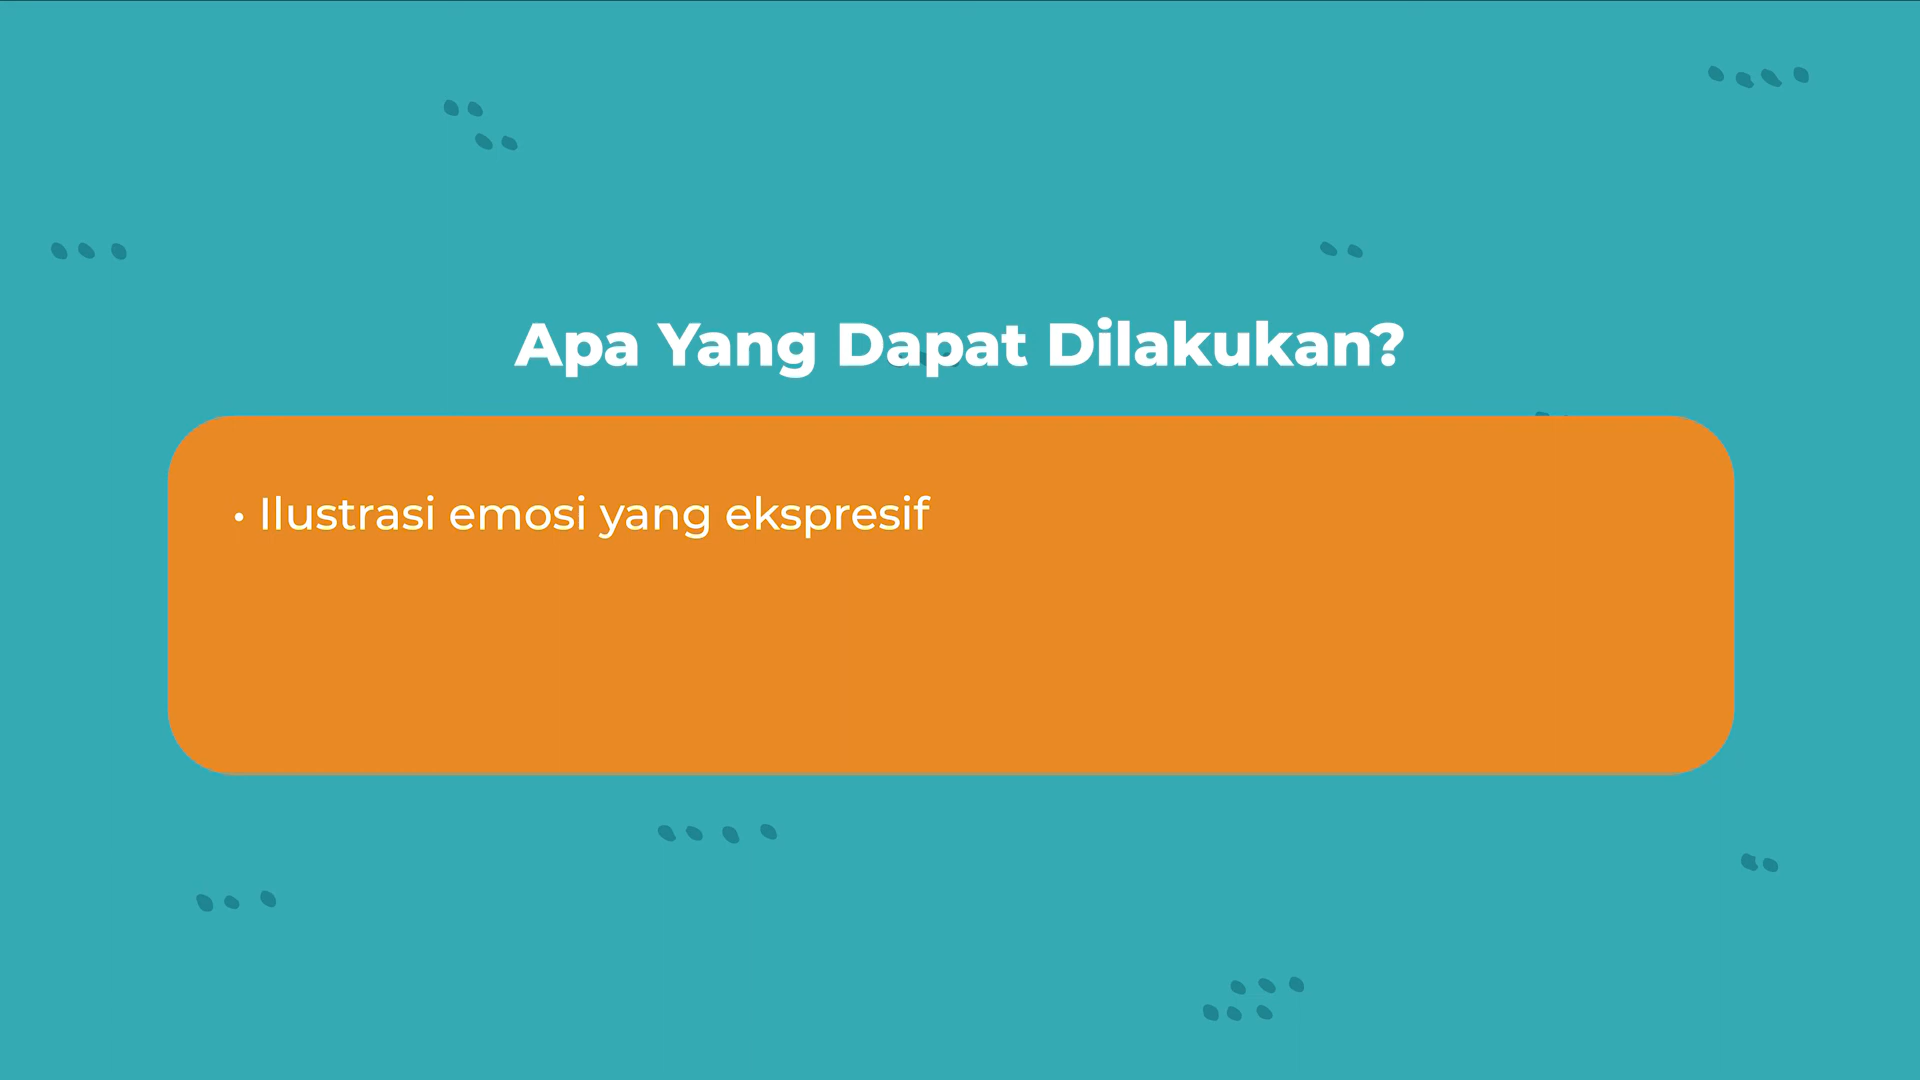 Apa Yang Dapat Dilakukan?
• Ilustrasi emosi yang ekspresif